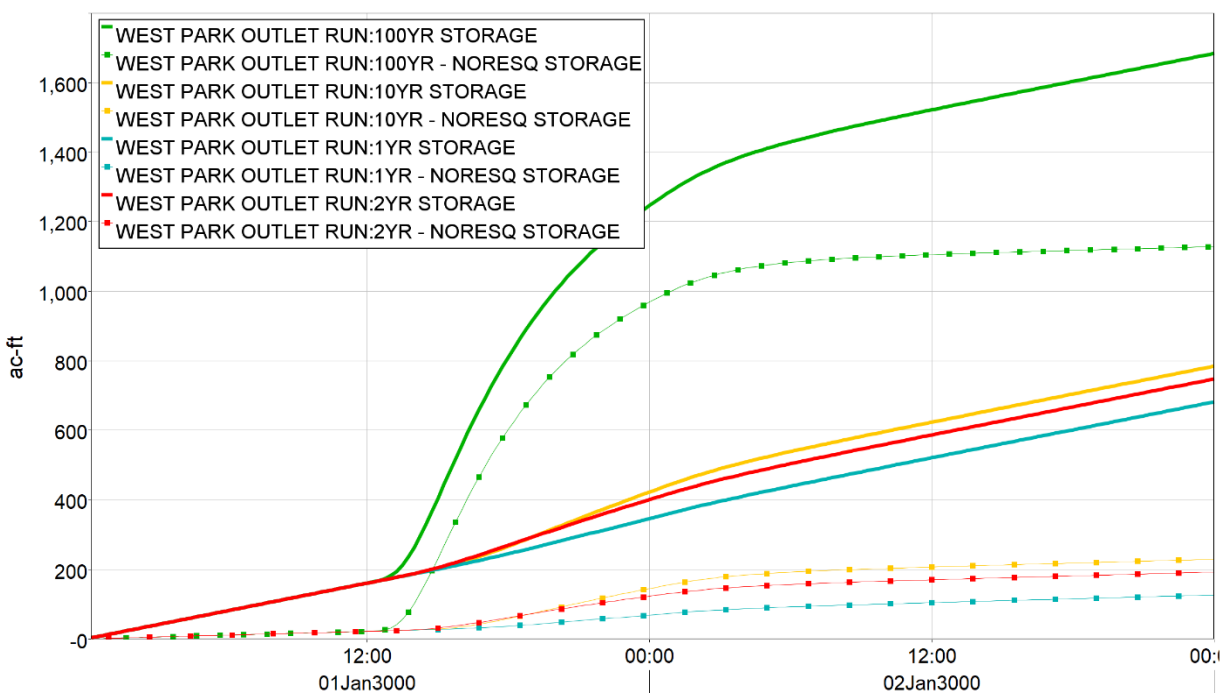 WEST PARK OUTLET RUN:100YR STORAGE
WEST PARK OUTLET RUN:100YR - NORESQ STORAGE
WEST PARK OUTLET RUN:10YR STORAGE
WEST PARK OUTLET RUN:10YR - NORESQ STORAGE
WEST PARK OUTLET RUN:1YR STORAGE
WEST PARK OUTLET RUN:1YR - NORESQ STORAGE
WEST PARK OUTLET RUN:2YR STORAGE
WEST PARK OUTLET RUN:2YR - NORESQ STORAGE
ac-ft
1,600
1,400
1,200
1,000
800
600
400
200
-0
12:00 00:00 12:00 00:0
01Jan3000 02Jan3000